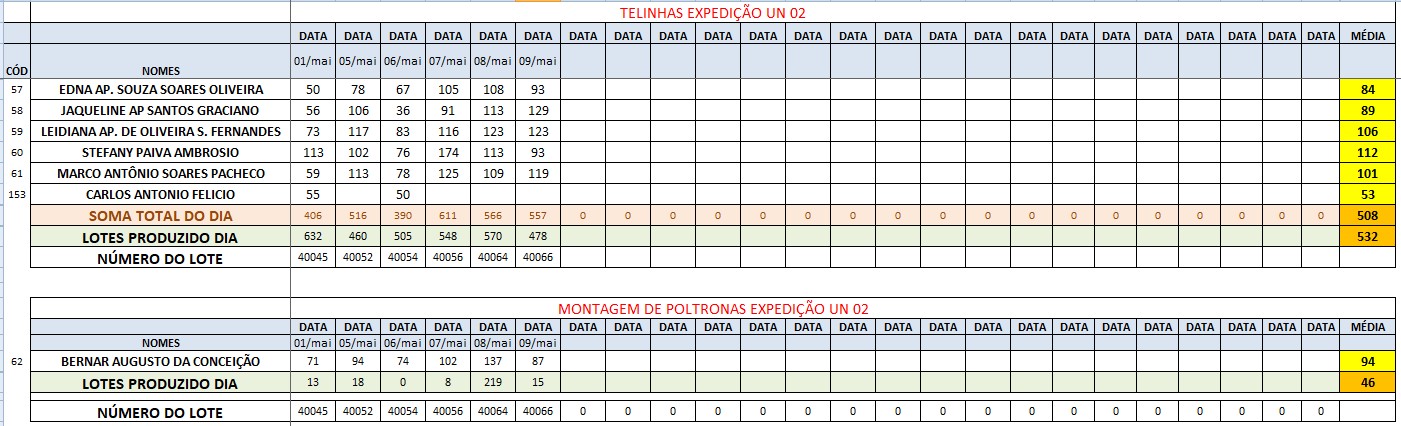 TELINHAS EXPEDIÇÃO UN 02
DATA DATA DATA DATA DATA DATA DATA DATA DATA DATA DATA DATA DATA DATA DATA DATA DATA DATA DATA DATA DATA DATA DATA MÉDIA
CÓD NOMES 01/mai 05/mai 06/mai 07/mai 08/mai 09/mai
57 EDNA AP. SOUZA SOARES OLIVEIRA 50 78 67 105 108 93 84
58 JAQUELINE AP SANTOS GRACIANO 56 106 36 91 113 129 89
59 LEIDIANA AP. DE OLIVEIRA S. FERNANDES 73 117 83 116 123 123 106
60 STEFANY PAIVA AMBROSIO 113 102 76 174 113 93 112
61 MARCO ANTÔNIO SOARES PACHECO 59 113 78 125 109 119 101
153 CARLOS ANTONIO FELICIO 55 50 53
SOMA TOTAL DO DIA 406 516 390 611 566 557 0 0 0 0 0 0 0 0 0 0 0 0 0 0 0 0 0 508
LOTES PRODUZIDO DIA 632 460 505 548 570 478 532
NÚMERO DO LOTE 40045 40052 40054 40056 40064 40066
MONTAGEM DE POLTRONAS EXPEDIÇÃO UN 02
DATA DATA DATA DATA DATA DATA DATA DATA DATA DATA DATA DATA DATA DATA DATA DATA DATA DATA DATA DATA DATA DATA DATA MÉDIA
NOMES 01/mai 05/mai 06/mai 07/mai 08/mai 09/mai
62 BERNAR AUGUSTO DA CONCEIÇÃO 71 94 74 102 137 87 94
LOTES PRODUZIDO DIA 13 18 0 8 219 15 46
NÚMERO DO LOTE 40045 40052 40054 40056 40064 40066 0 0 0 0 0 0 0 0 0 0 0 0 0 0 0 0 0